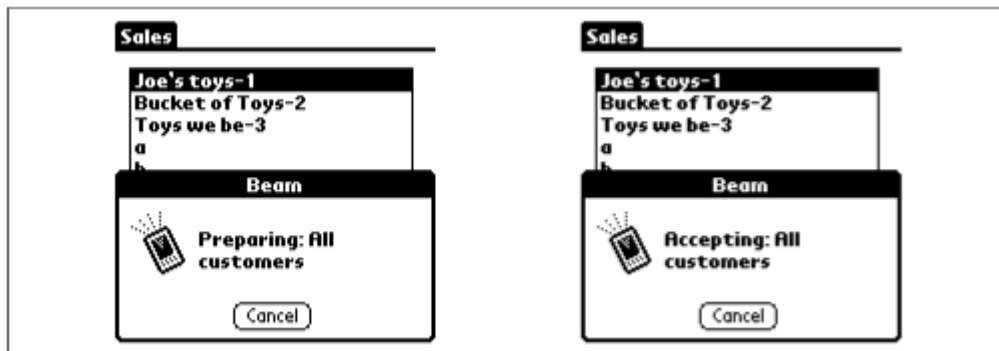 Sales
Joe's toys-1
Bucket of Toys-2
Toys we be-3
a
Beam
Preparing: All
customers
Cancel
Sales
Joe's toys-1
Bucket of Toys-2
Toys we be-3
a
Beam
Accepting: All
customers
Cancel